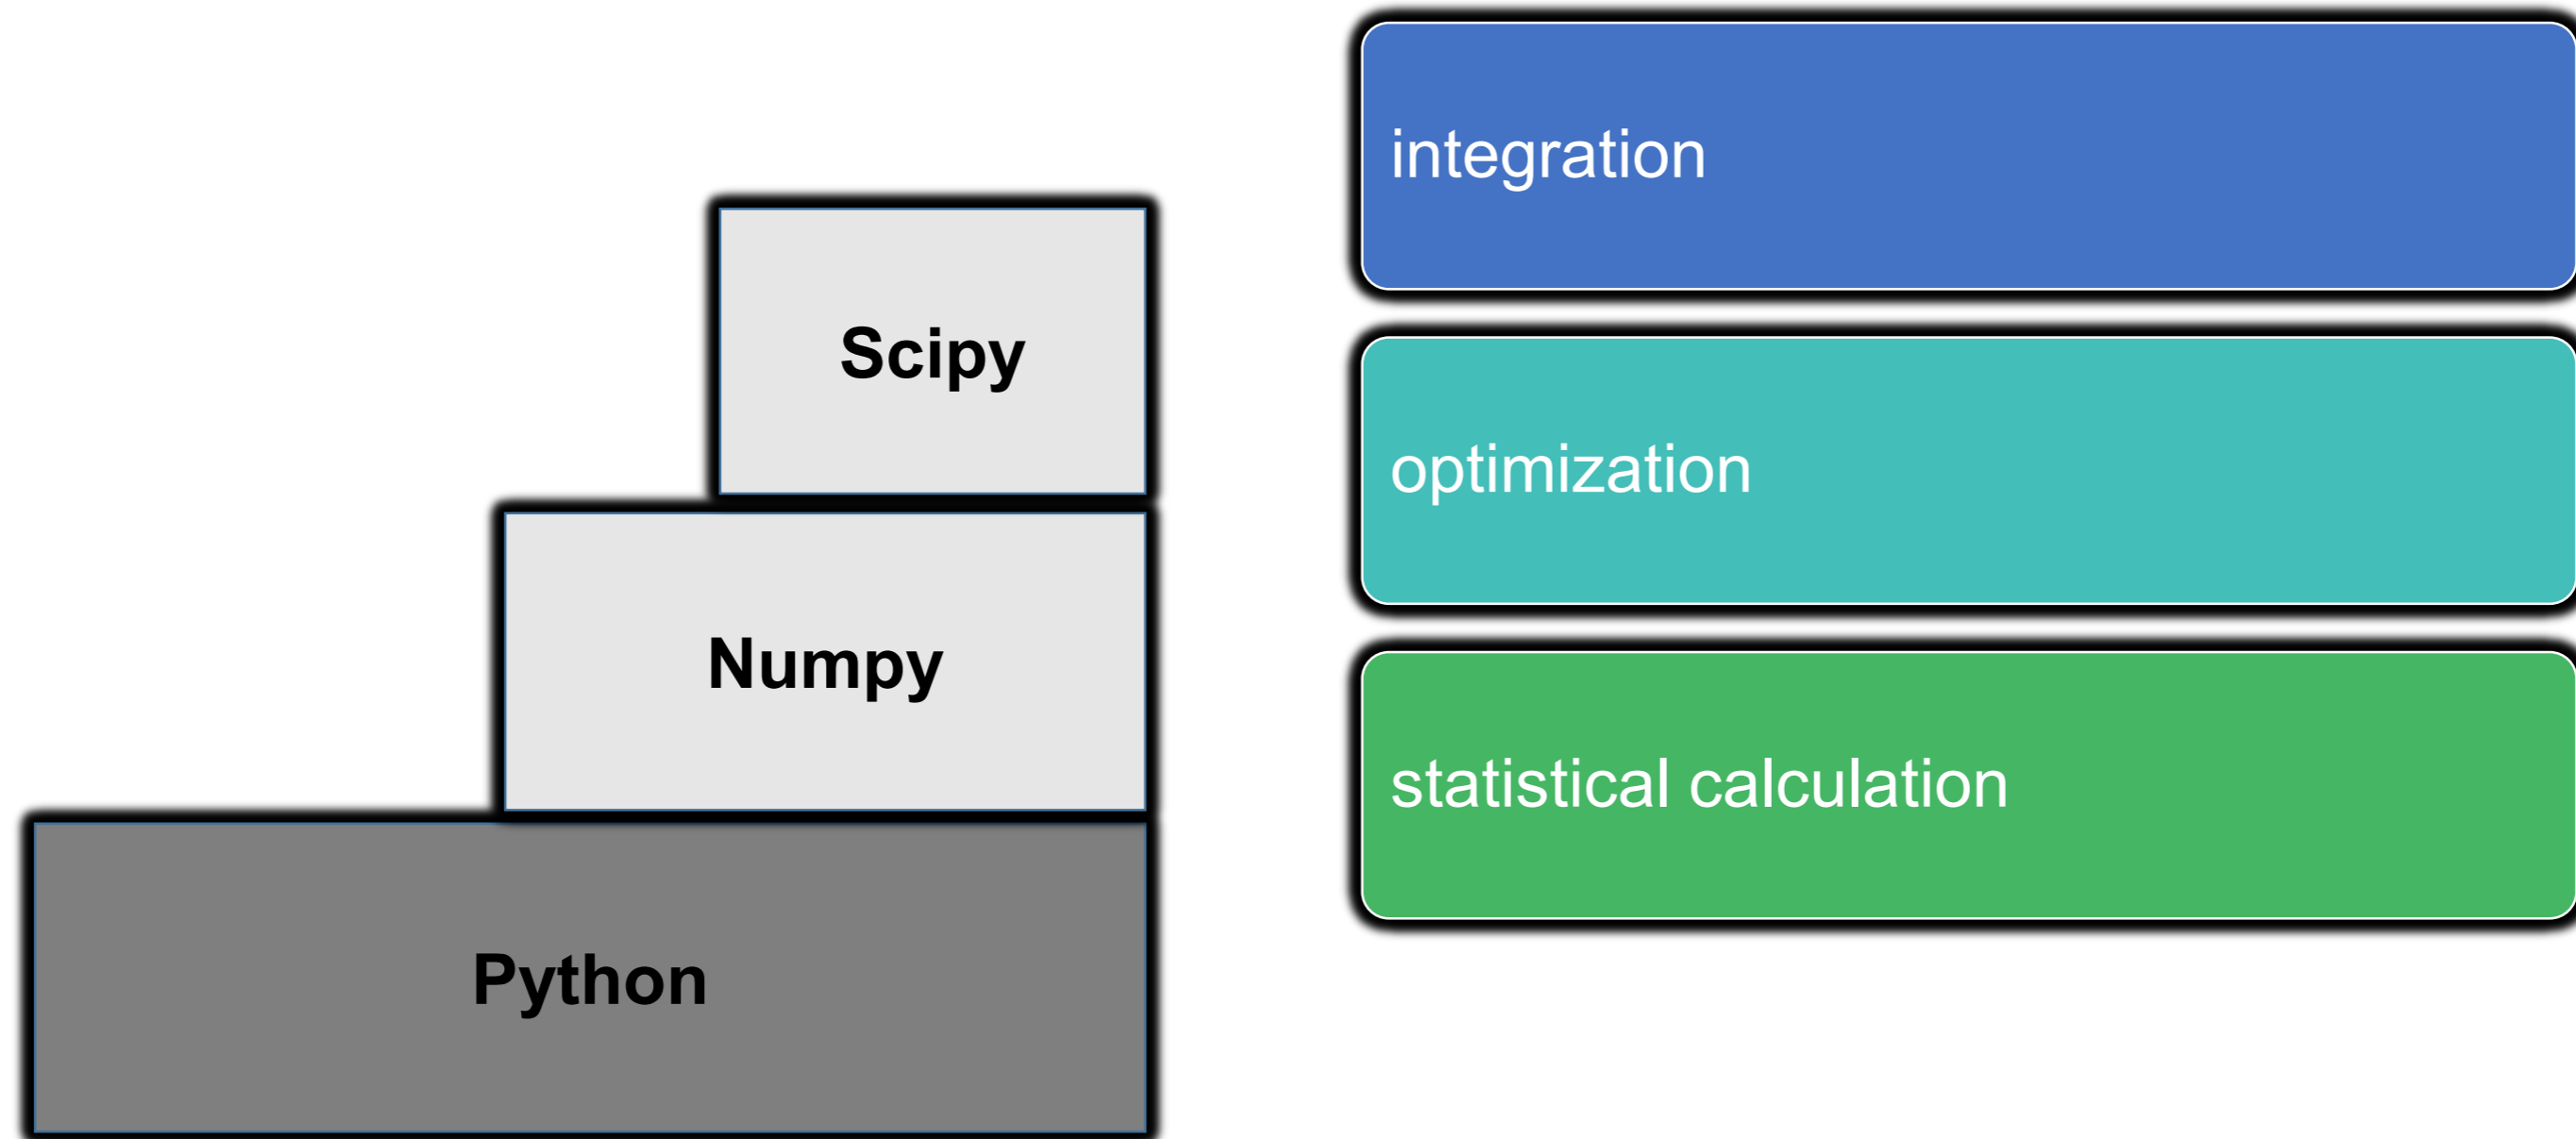 Scipy
Numpy
Python
integration
optimization
statistical calculation